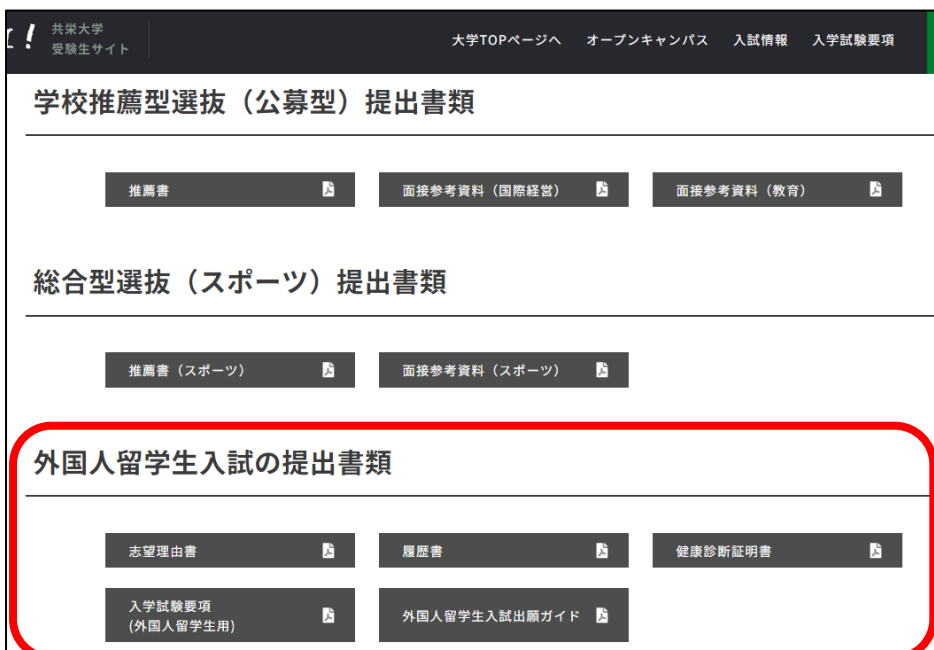 共栄大学
受験生サイト
大学TOPページへ オープンキャンパス 入試情報 入学試験要項
学校推薦型選抜（公募型）提出書類
推薦書 面接参考資料（国際経営） 面接参考資料（教育）
総合型選抜（スポーツ）提出書類
推薦書（スポーツ） 面接参考資料（スポーツ）
外国人留学生入試の提出書類
志望理由書 履歴書 健康診断証明書
入学試験要項
(外国人留学生用)
外国人留学生入試出願ガイド